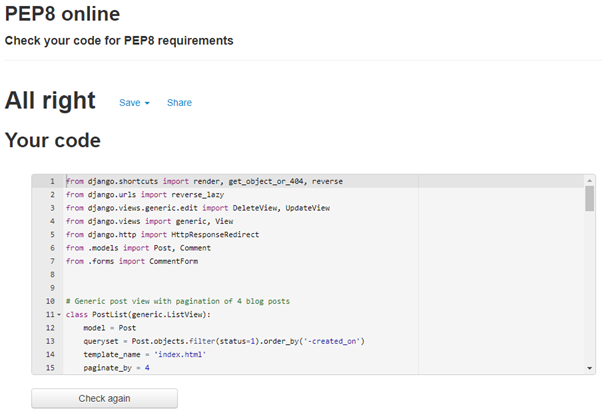 PEP8 online
Check your code for PEP8 requirements
All right Save Share
Your code
1 from django.shortcuts import render, get_object_or_404, reverse
2 from django.urls import reverse_lazy
3 from django.views.generic.edit import DeleteView, UpdateView
4 from django.views import generic, View
5 from django.http import HttpResponseRedirect
6 from .models import Post, Comment
7 from .forms import CommentForm
8
9
10 # Generic post view with pagination of 4 blog posts
11 class PostList(generic.ListView):
12     model = Post
13     queryset = Post.objects.filter(status=1).order_by('-created_on')
14     template_name = 'index.html'
15     paginate_by = 4
Check again